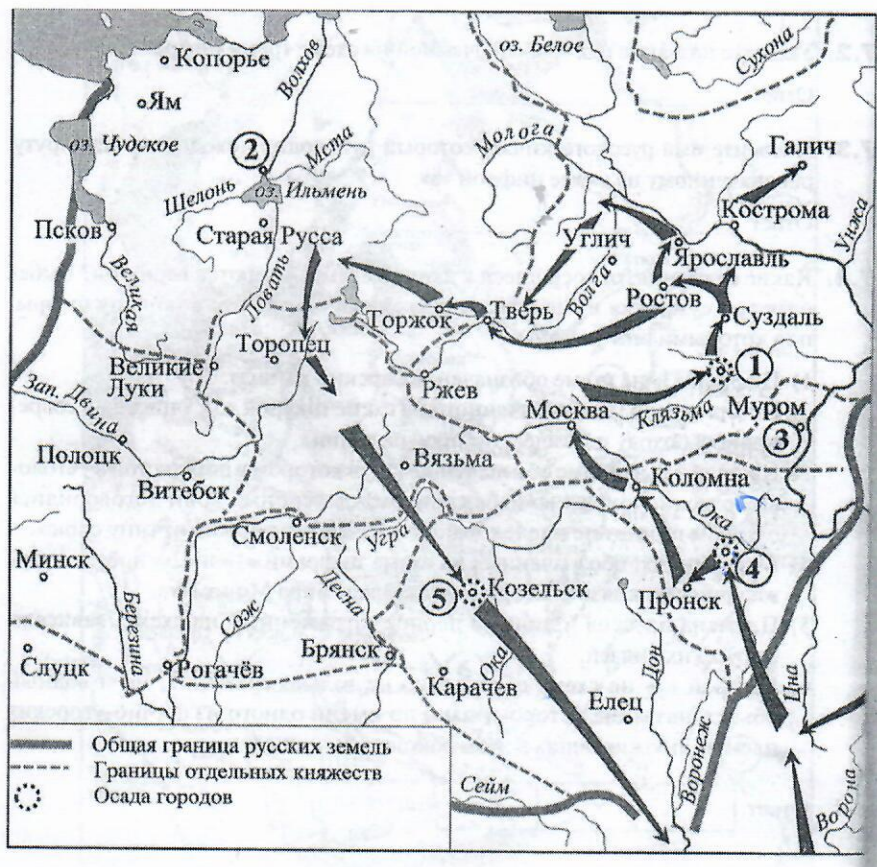 Копорье
Волхов
оз. Белое
Сухона
Ям
оз. Чудское
2
Мста
Молога
Галич
Шелонь
оз. Ильмень
Кострома
Унжа
Псков
Старая Русса
Углич
Ярославль
Великая
Ловать
Волга
Ростов
Торжок
Тверь
Суздаль
Торопец
Великие
Луки
Ржев
1
Зап. Двина
Москва
Клязьма
Муром
3
Полоцк
Витебск
Вязьма
Коломна
Ока
Смоленск
Угра
4
Минск
Десна
5
Козельск
Пронск
Березина
Сож
Дон
Слуцк
Рогачёв
Брянск
Ока
Карачев
Цна
Елец
Воронеж
Общая граница русских земель
Границы отдельных княжеств
Осада городов
Сейм
Ворона